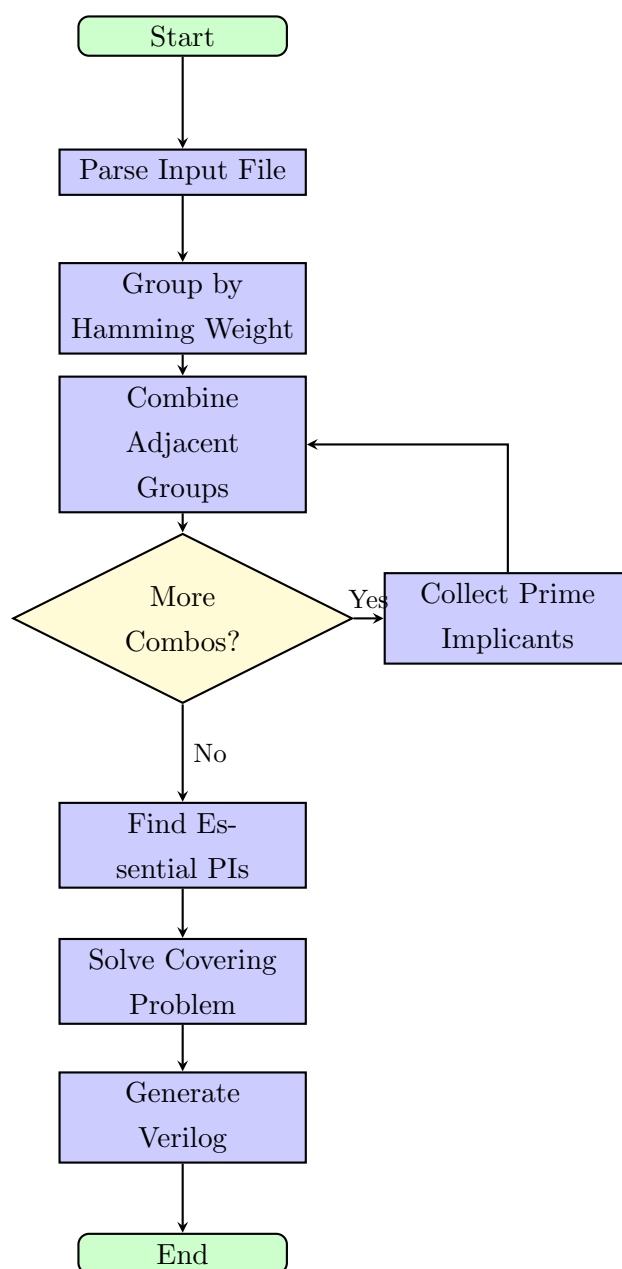 Start
Parse Input File
Group by
Hamming Weight
Combine
Adjacent
Groups
More
Combos?
Yes
Collect Prime
Implicants
No
Find Es-
sential PIs
Solve Covering
Problem
Generate
Verilog
End